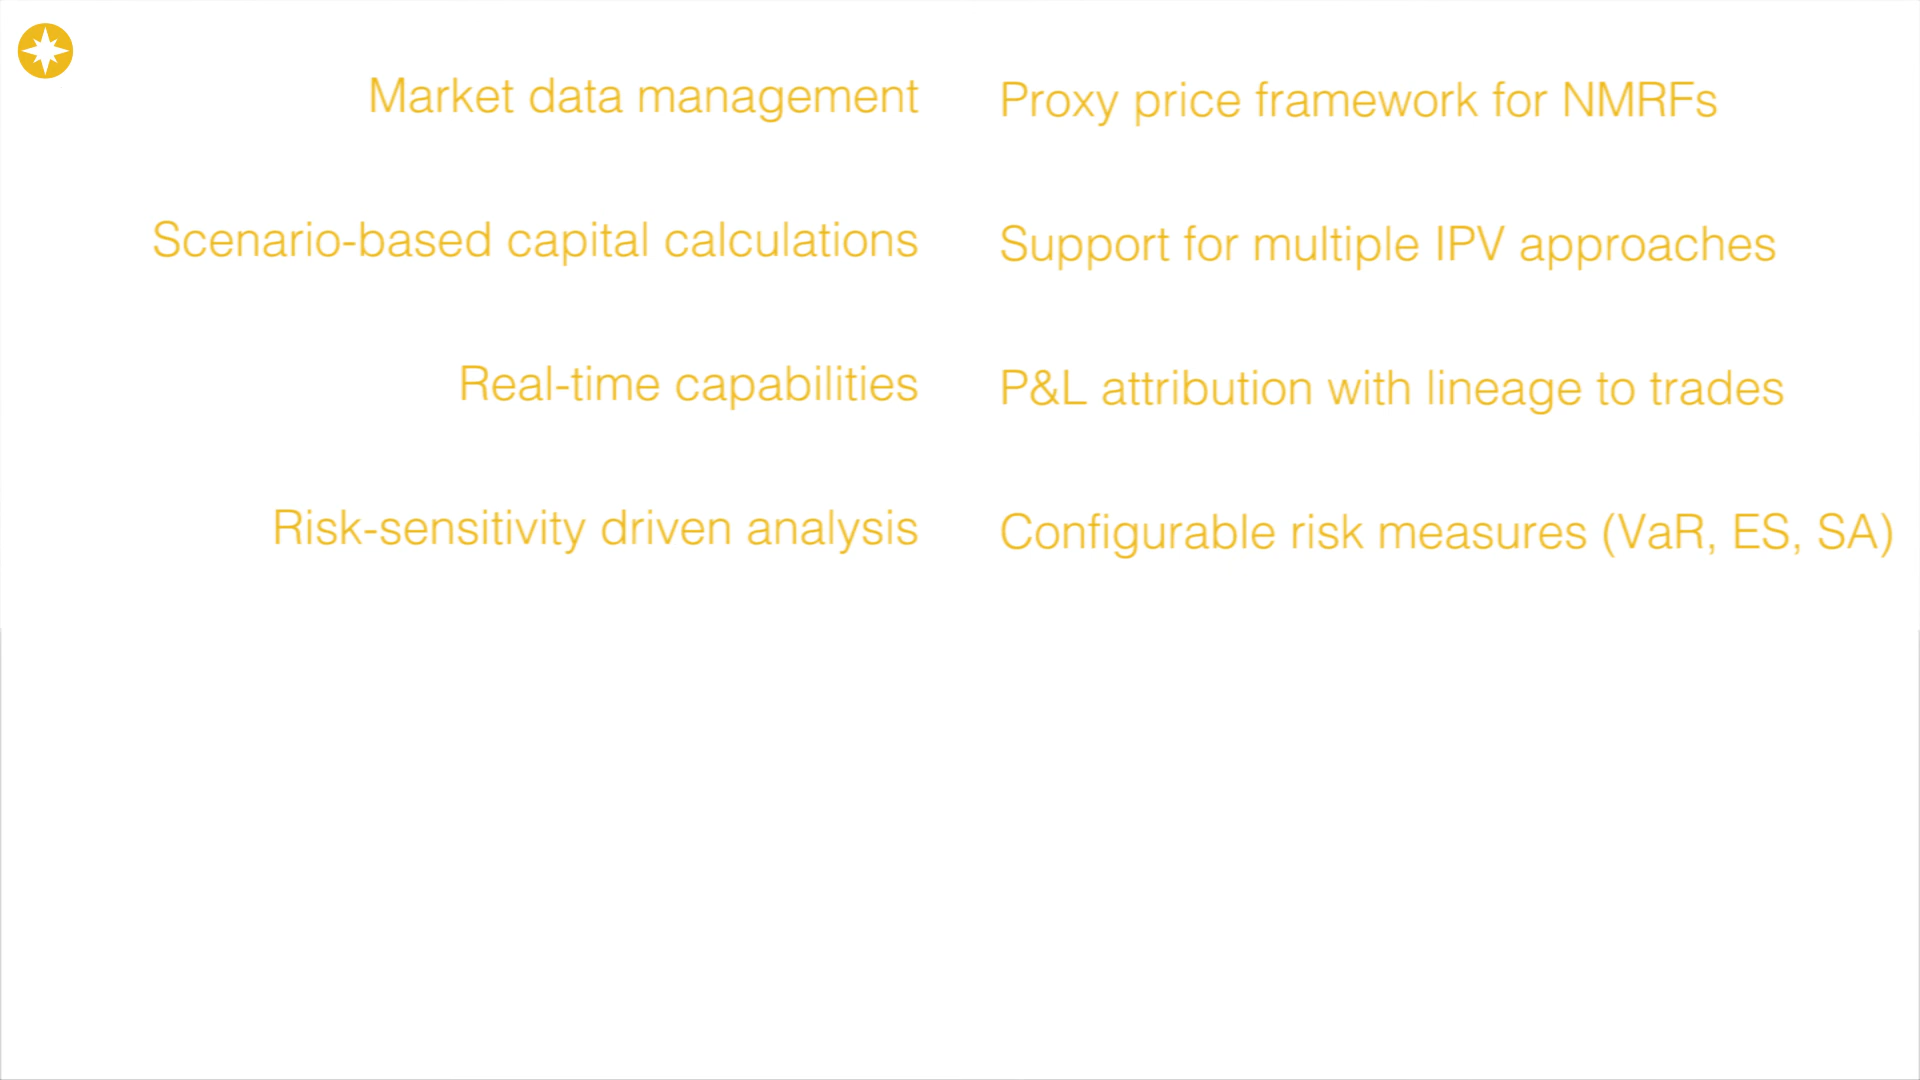 Market data management
Proxy price framework for NMRFs
Scenario-based capital calculations
Support for multiple IPV approaches
Real-time capabilities
P&L attribution with lineage to trades
Risk-sensitivity driven analysis
Configurable risk measures (VaR, ES, SA)